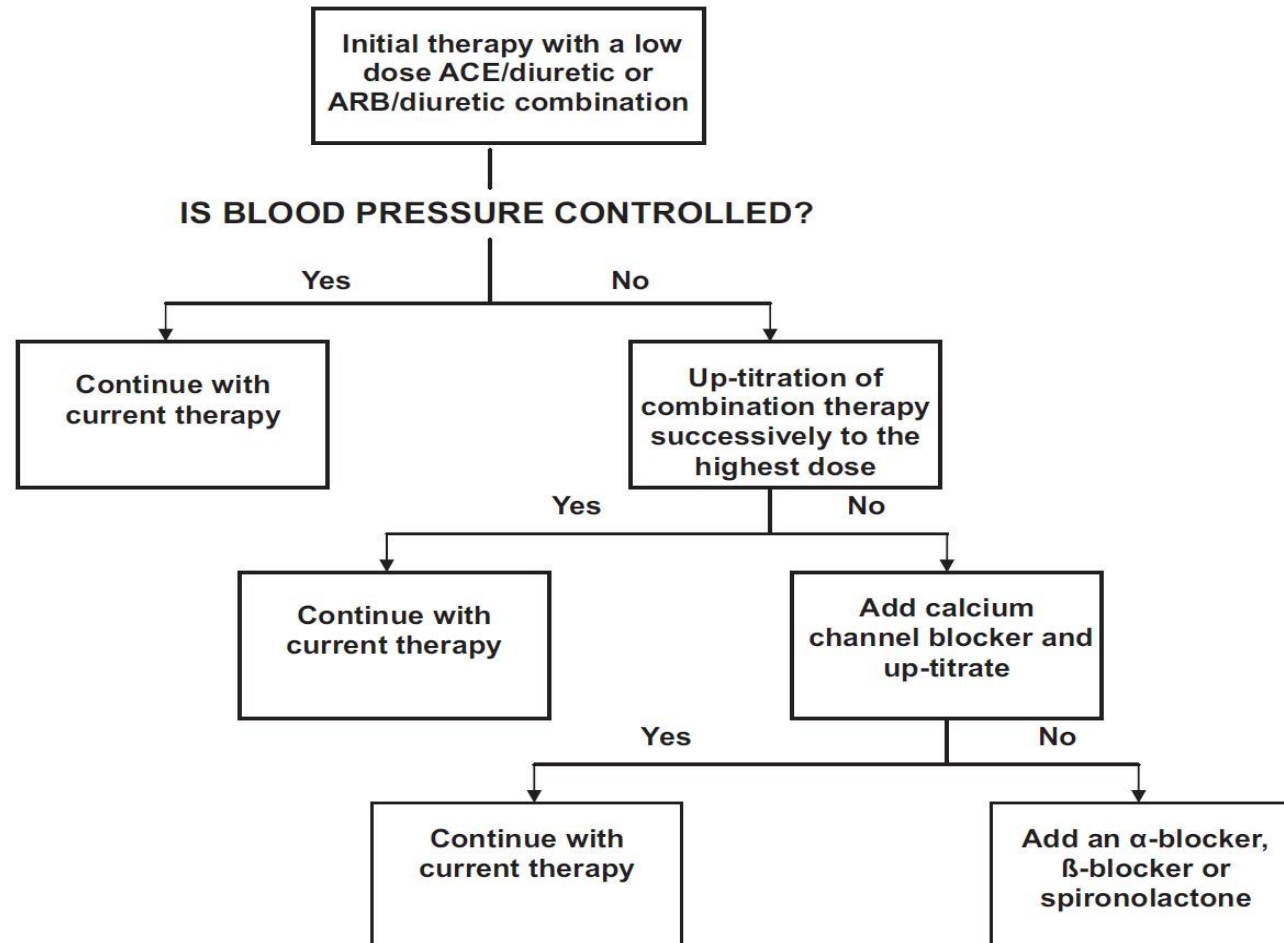 Initial therapy with a low
dose ACE/diuretic or
ARB/diuretic combination
IS BLOOD PRESSURE CONTROLLED?
Yes
No
Continue with
current therapy
Up-titration of
combination therapy
successively to the
highest dose
Yes
No
Continue with
current therapy
Add calcium
channel blocker and
up-titrate
Yes
No
Continue with
current therapy
Add an α-blocker,
ß-blocker or
spironolactone